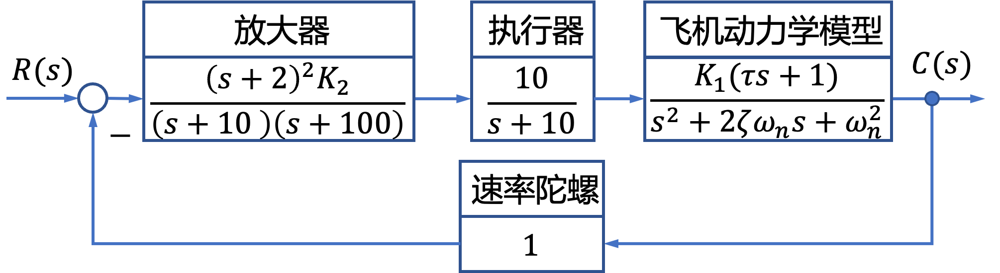 放大器
执行器
飞机动力学模型
R(s)
(s + 2)²K₂
(s + 10 )(s + 100)
10
s + 10
K₁(τs + 1)
s² + 2ζωₙs + ωₙ²
C(s)
−
速率陀螺
1